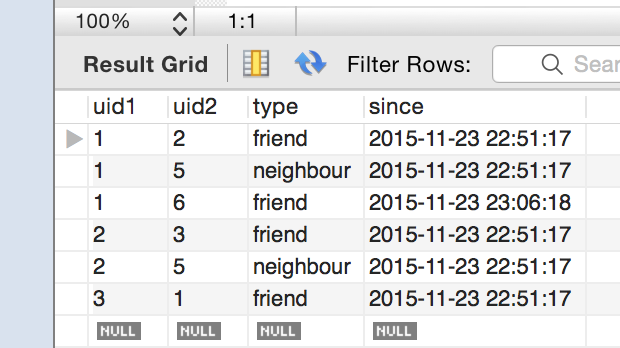 100% 1:1
Result Grid Filter Rows: Sear
uid1 uid2 type since
1 2 friend 2015-11-23 22:51:17
1 5 neighbour 2015-11-23 22:51:17
1 6 friend 2015-11-23 23:06:18
2 3 friend 2015-11-23 22:51:17
2 5 neighbour 2015-11-23 22:51:17
3 1 friend 2015-11-23 22:51:17
NULL NULL NULL NULL